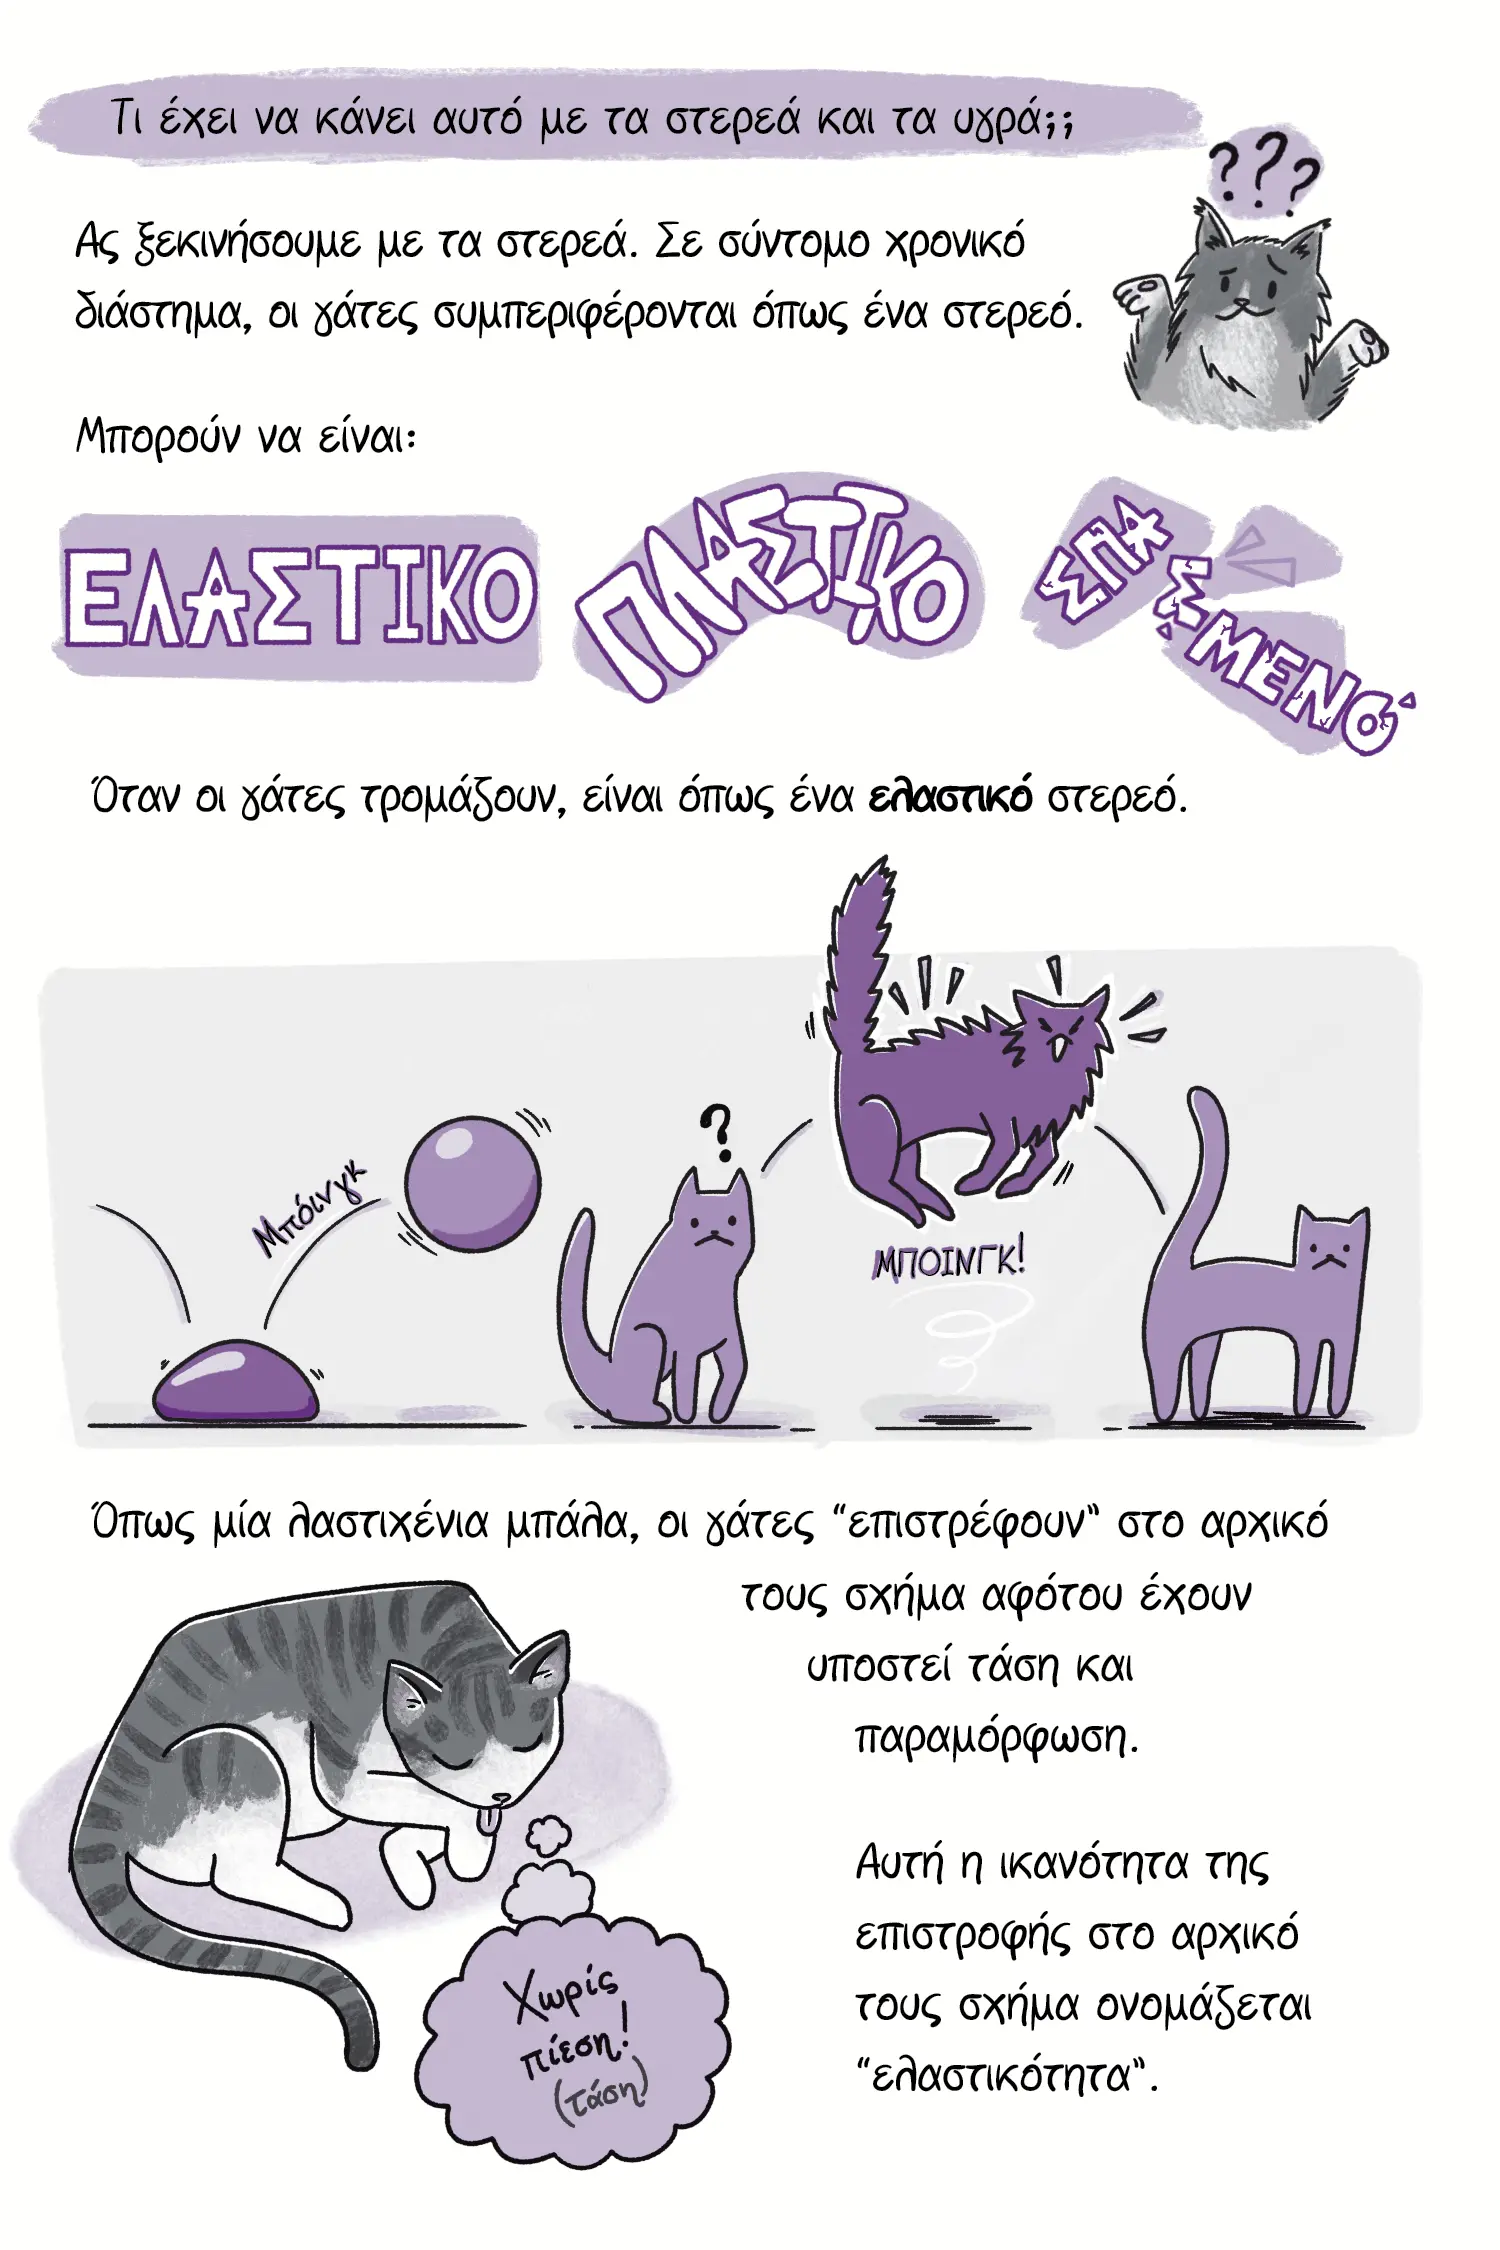 Τι έχει να κάνει αυτό με τα στερεά και τα υγρά;;
???
Ας ξεκινήσουμε με τα στερεά. Σε σύντομο χρονικό
διάστημα, οι γάτες συμπεριφέρονται όπως ένα στερεό.
Μπορούν να είναι:
ΕΛΑΣΤΙΚΟ
ΠΛΑΣΤΙΚΟ
ΣΠΑΣΜΕΝΟ
Όταν οι γάτες τρομάζουν, είναι όπως ένα ελαστικό στερεό.
Μπόινγκ
?
ΜΠΟΙΝΓΚ!
Όπως μία λαστιχένια μπάλα, οι γάτες “επιστρέφουν” στο αρχικό
τους σχήμα αφότου έχουν
υποστεί τάση και
παραμόρφωση.
Αυτή η ικανότητα της
επιστροφής στο αρχικό
τους σχήμα ονομάζεται
“ελαστικότητα”.
Χωρίς
πίεση!
(τάση)